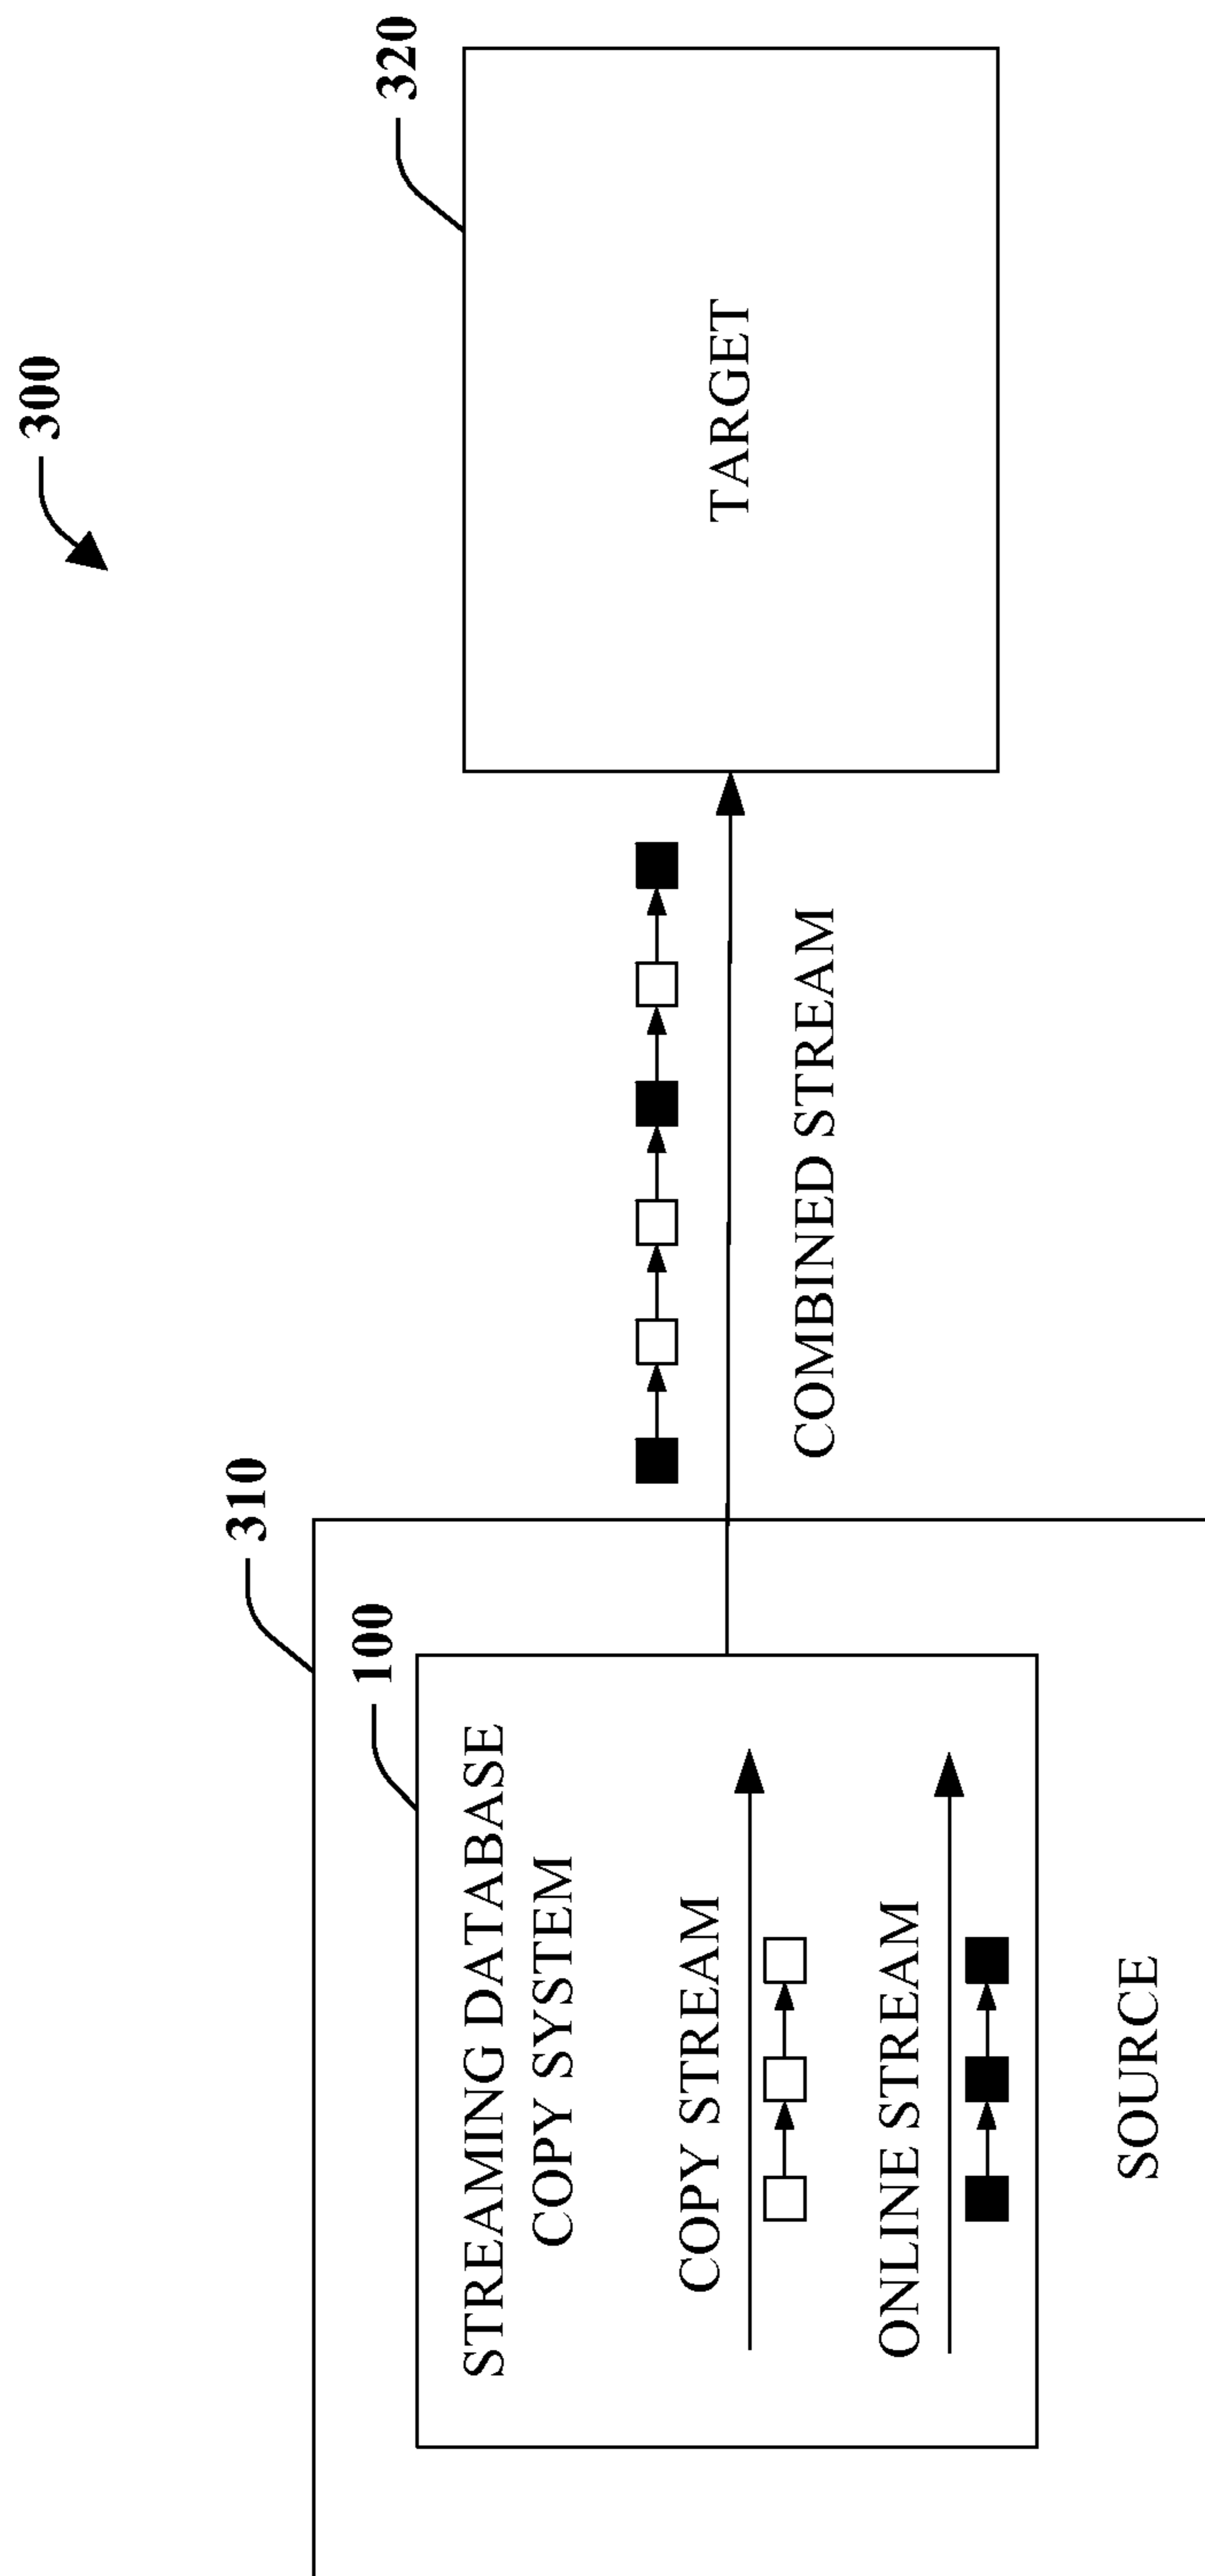 300
310
100
STREAMING DATABASE
COPY SYSTEM
COPY STREAM
ONLINE STREAM
SOURCE
COMBINED STREAM
320
TARGET